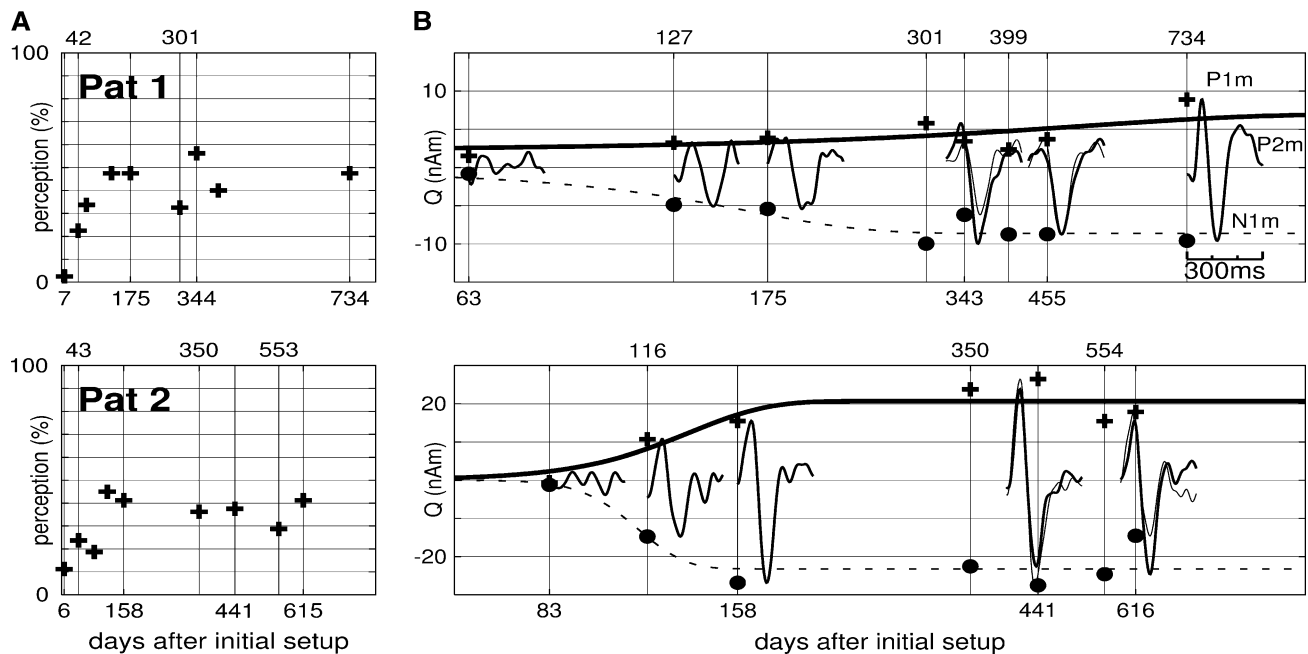 A
B
42 301
127 301 399 734
100
Pat 1
10
P1m
perception (%)
Q (nAm)
P2m
N1m
-10
300ms
0
7 175 344 734
63 175 343 455
43 350 553
116 350 554
100
Pat 2
20
perception (%)
Q (nAm)
-20
0
6 158 441 615
83 158 441 616
days after initial setup
days after initial setup